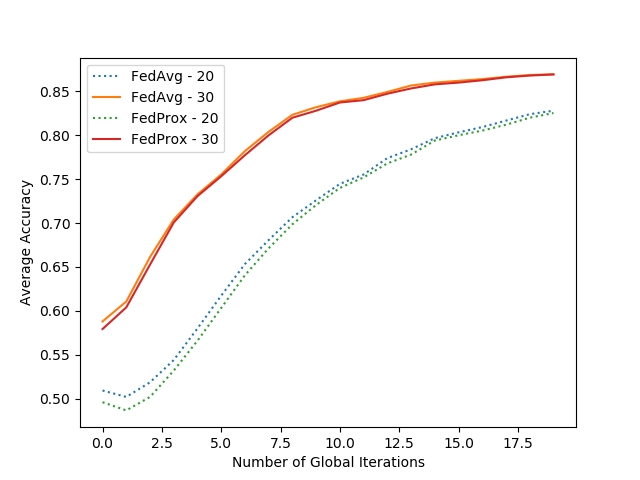 FedAvg - 20
FedAvg - 30
FedProx - 20
FedProx - 30
Average Accuracy
0.85
0.80
0.75
0.70
0.65
0.60
0.55
0.50
0.0 2.5 5.0 7.5 10.0 12.5 15.0 17.5
Number of Global Iterations